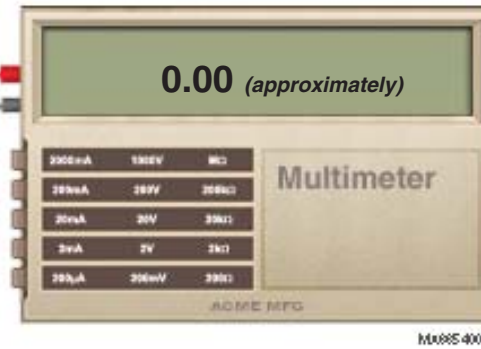 0.00 (approximately)
2000mA 1000V MΩ
200mA 200V 200kΩ
20mA 20V 20kΩ
2mA 2V 2kΩ
200μA 200mV 200Ω
Multimeter
ACME MFG